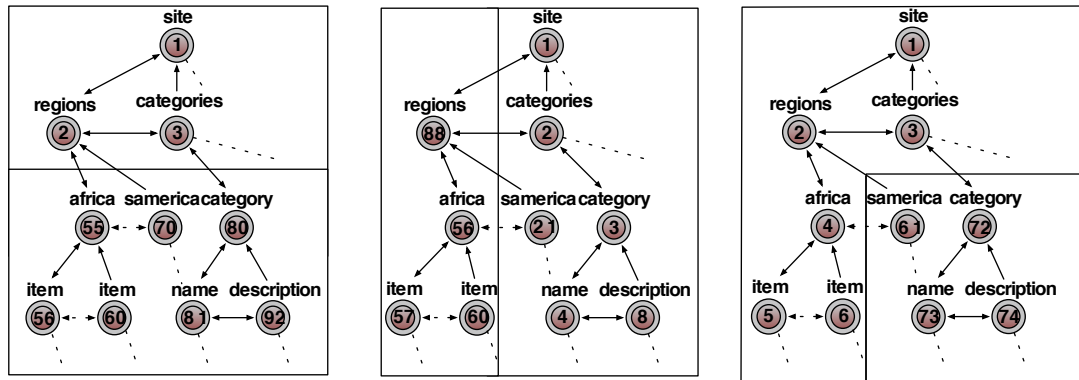 site
1
regions
categories
2
3
africa
samerica
category
55
70
80
item
item
name
description
56
60
81
92
site
1
regions
categories
88
2
africa
samerica
category
56
21
3
item
item
name
description
57
60
4
8
site
1
regions
categories
2
3
africa
samerica
category
4
61
72
item
item
name
description
5
6
73
74